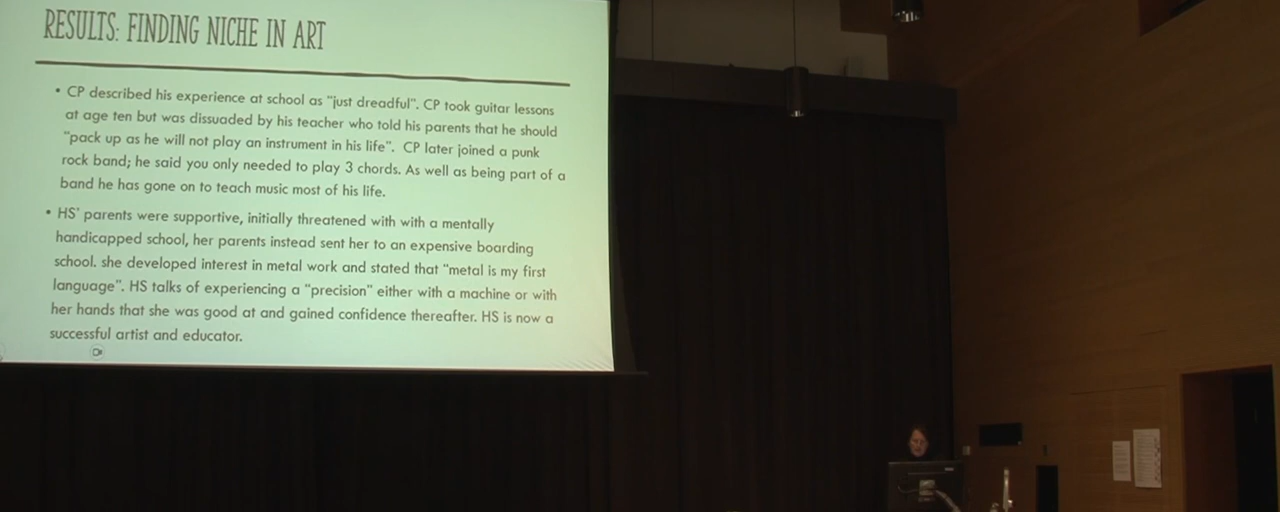 RESULTS: FINDING NICHE IN ART
• CP described his experience at school as "just dreadful". CP took guitar lessons
at age ten but was dissuaded by his teacher who told his parents that he should
"pack up as he will not play an instrument in his life". CP later joined a punk
rock band; he said you only needed to play 3 chords. As well as being part of a
band he has gone on to teach music most of his life.
• HS' parents were supportive, initially threatened with with a mentally
handicapped school, her parents instead sent her to an expensive boarding
school. she developed interest in metal work and stated that "metal is my first
language". HS talks of experiencing a "precision" either with a machine or with
her hands that she was good at and gained confidence thereafter. HS is now a
successful artist and educator.